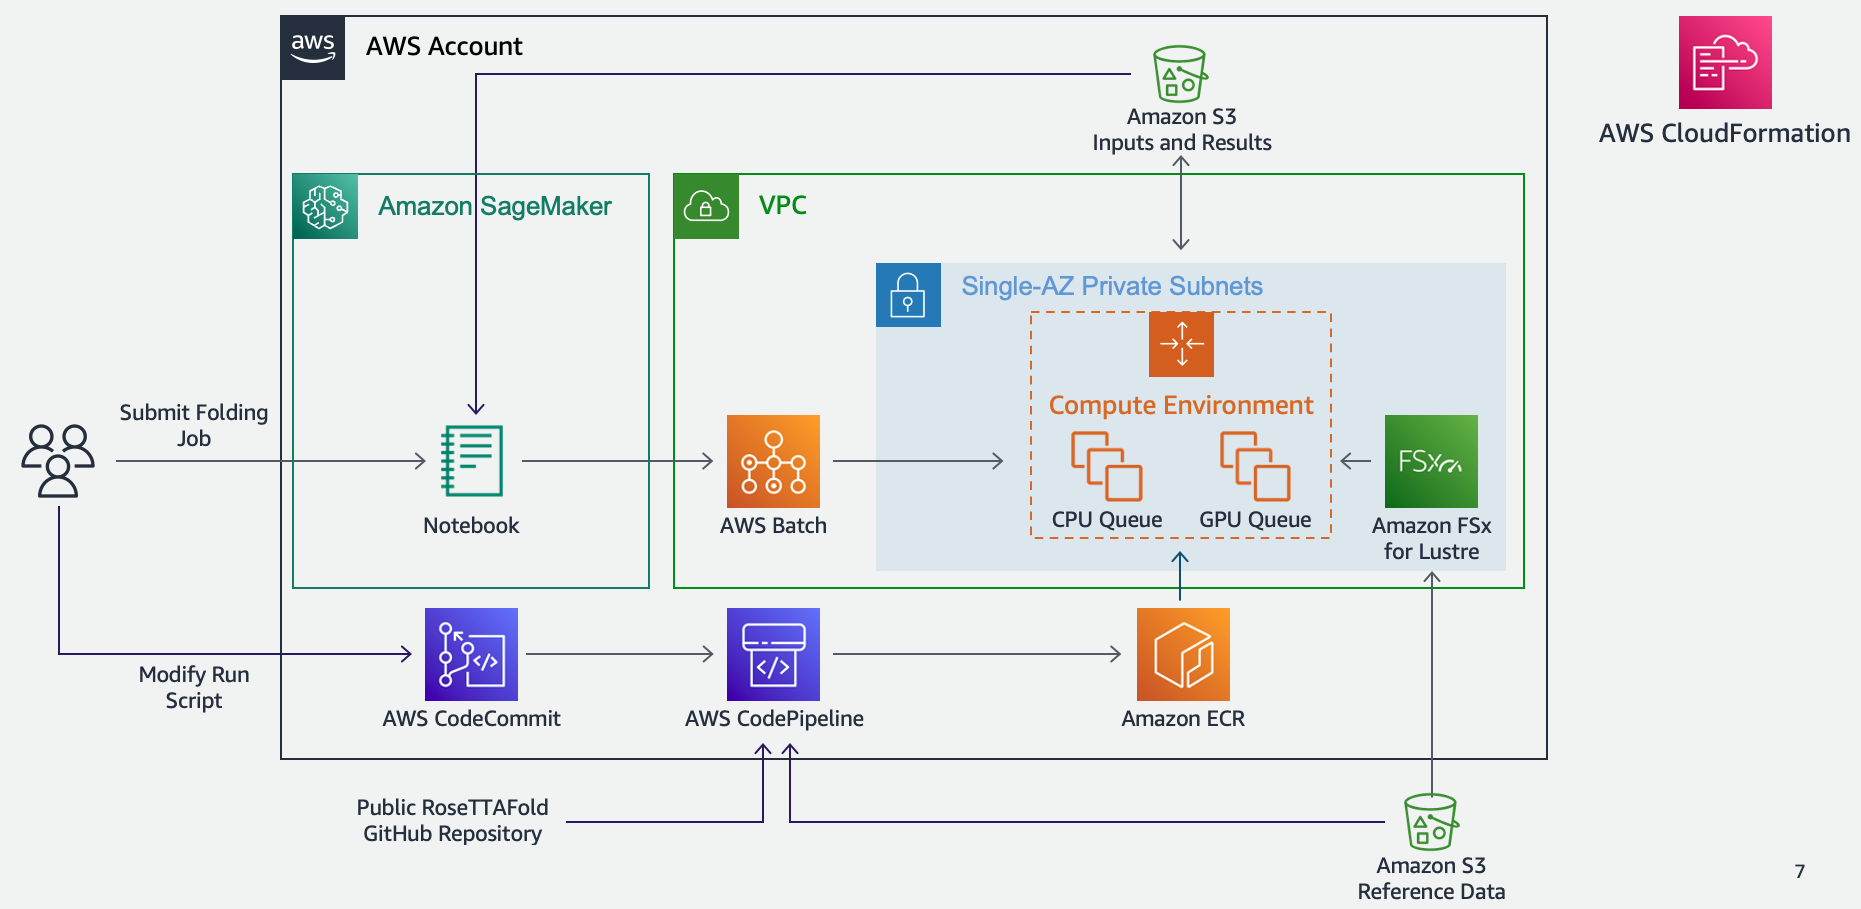 aws
AWS Account
Amazon S3
Inputs and Results
AWS CloudFormation
Amazon SageMaker
VPC
Single-AZ Private Subnets
Compute Environment
Submit Folding
Job
FSx
CPU Queue
GPU Queue
Notebook
AWS Batch
Amazon FSx
for Lustre
Modify Run
Script
</>
</>
AWS CodeCommit
AWS CodePipeline
Amazon ECR
Public RoseTTAFold
GitHub Repository
Amazon S3
Reference Data
7